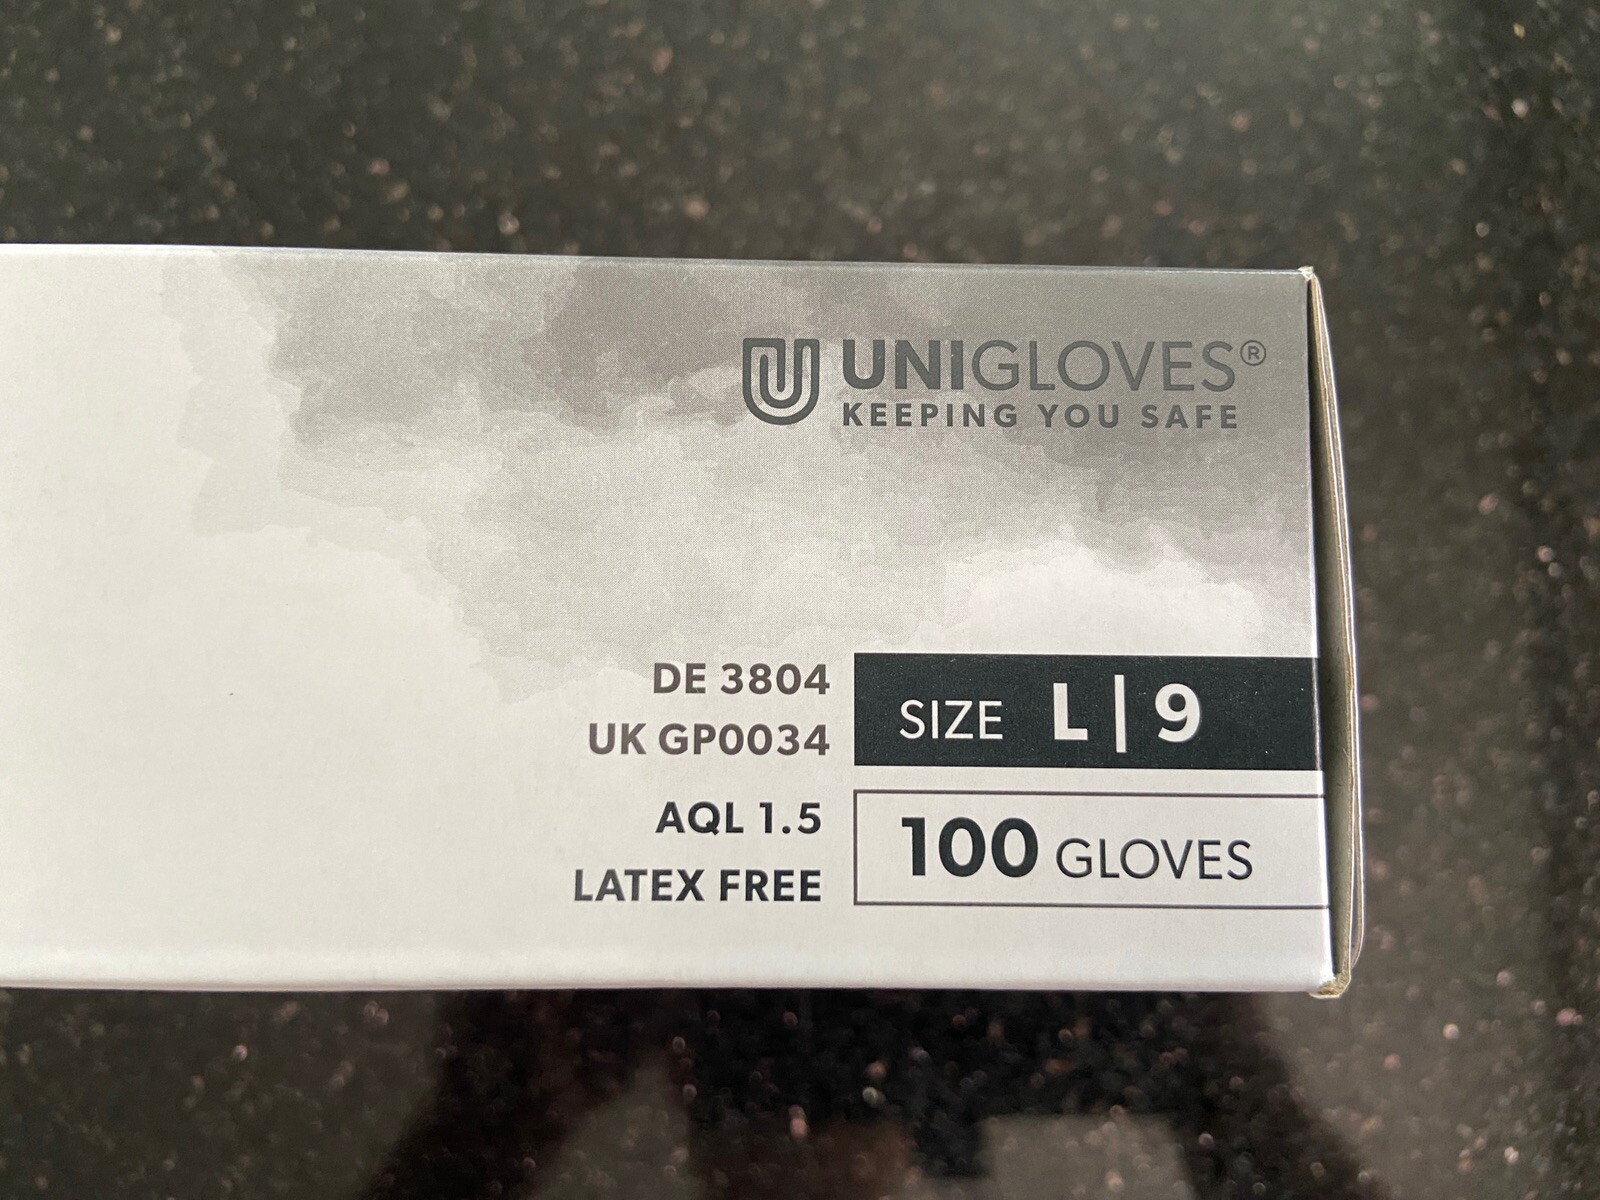 UNIGLOVES®
KEEPING YOU SAFE
DE 3804
UK GP0034
SIZE L|9
AQL 1.5
LATEX FREE
100 GLOVES